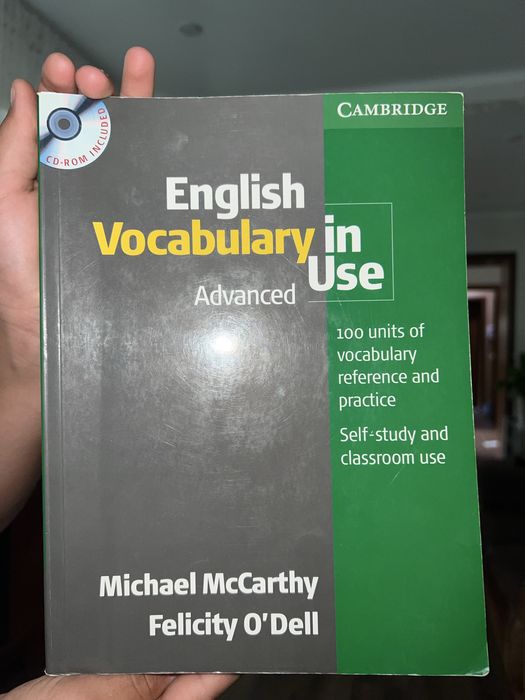 CD-ROM INCLUDED
CAMBRIDGE
English
Vocabulary in
Use
Advanced
100 units of
vocabulary
reference and
practice
Self-study and
classroom use
Michael McCarthy
Felicity O'Dell